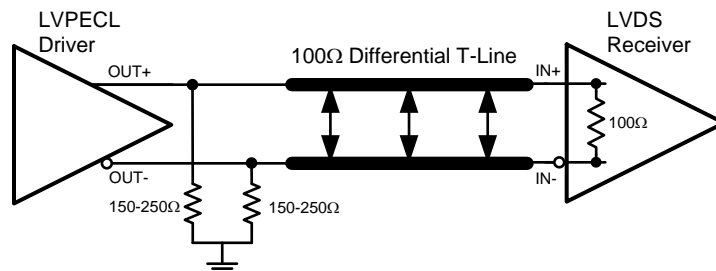 LVPECL
Driver
LVDS
Receiver
100Ω Differential T-Line
OUT+
IN+
100Ω
OUT-
IN-
150-250Ω
150-250Ω